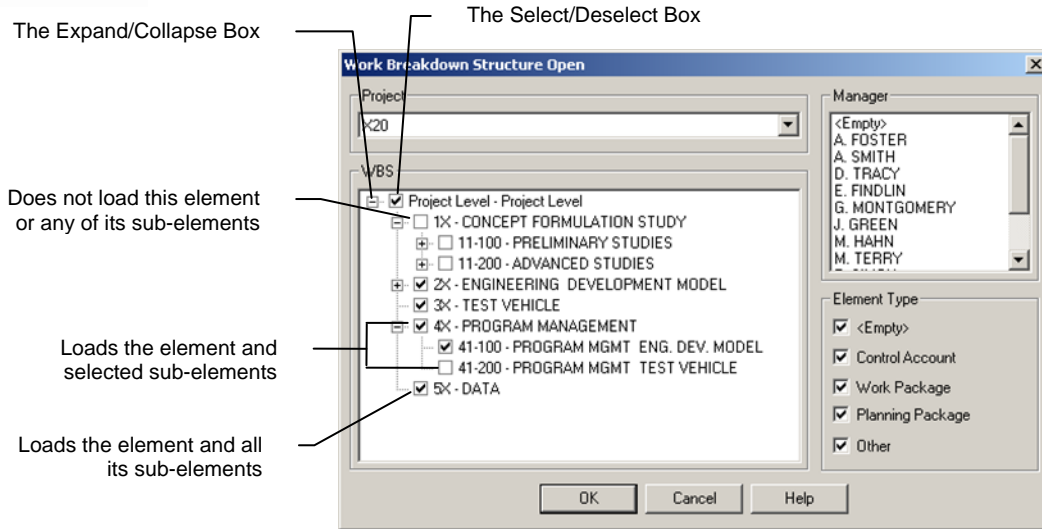 The Select/Deselect Box
The Expand/Collapse Box
Work Breakdown Structure Open
Project
X20
WBS
Does not load this element
or any of its sub-elements
Project Level - Project Level
1X - CONCEPT FORMULATION STUDY
11-100 - PRELIMINARY STUDIES
11-200 - ADVANCED STUDIES
2X - ENGINEERING DEVELOPMENT MODEL
3X - TEST VEHICLE
4X - PROGRAM MANAGEMENT
41-100 - PROGRAM MGMT ENG. DEV. MODEL
41-200 - PROGRAM MGMT TEST VEHICLE
5X - DATA
Loads the element and
selected sub-elements
Loads the element and all
its sub-elements
Manager
<Empty>
A. FOSTER
A. SMITH
D. TRACY
E. FINDLIN
G. MONTGOMERY
J. GREEN
M. HAHN
M. TERRY
Element Type
<Empty>
Control Account
Work Package
Planning Package
Other
OK Cancel Help